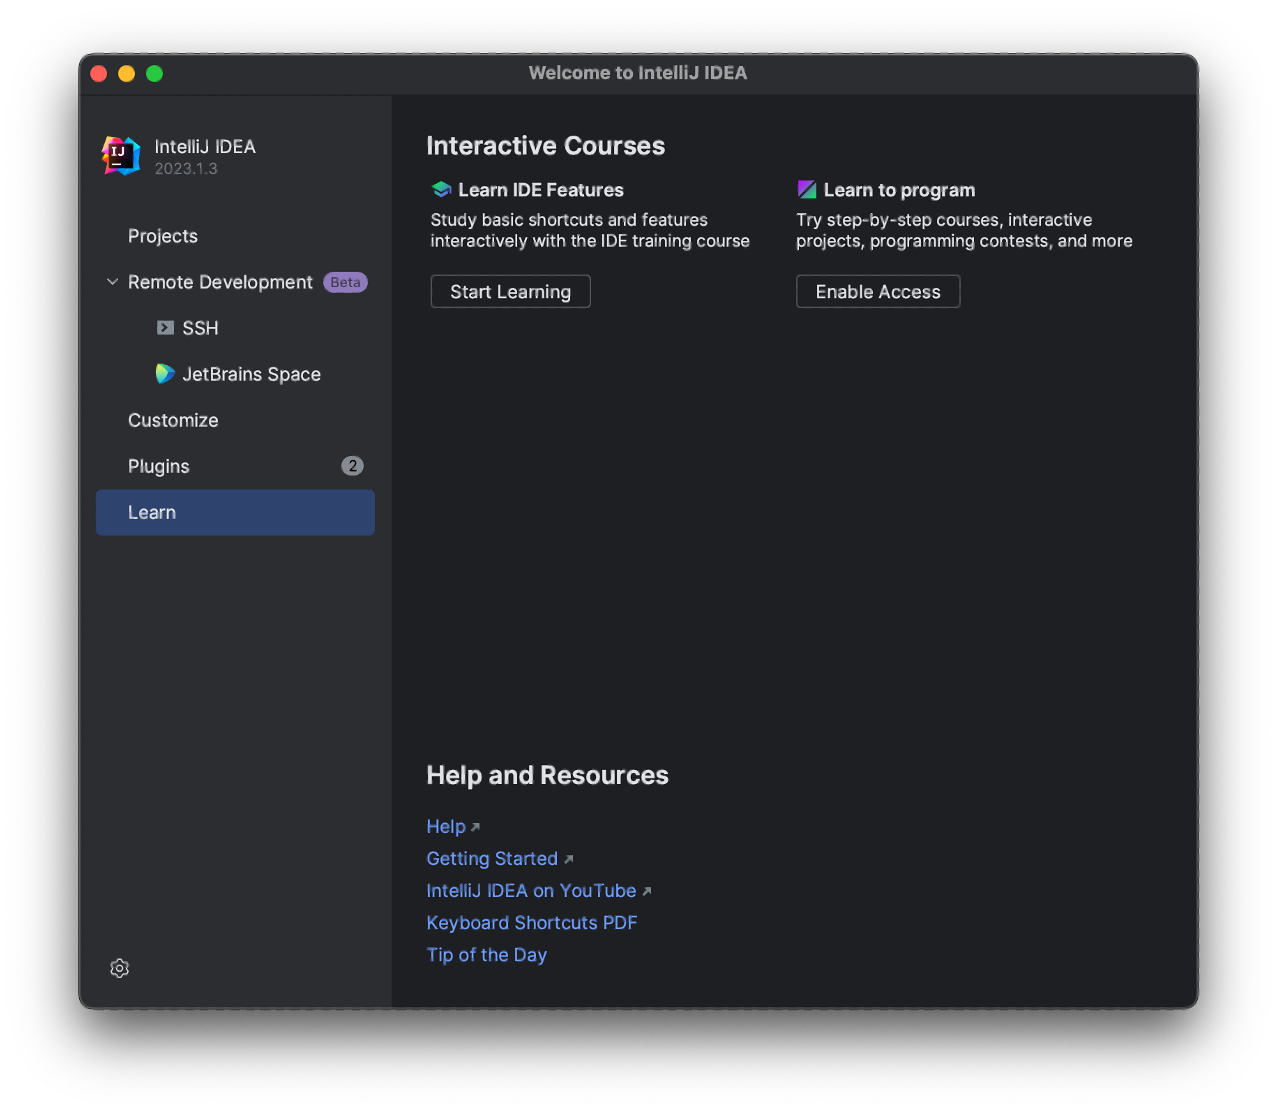 Welcome to IntelliJ IDEA
IJ
IntelliJ IDEA
2023.1.3
Projects
Remote Development Beta
SSH
JetBrains Space
Customize
Plugins 2
Learn
Interactive Courses
Learn IDE Features
Study basic shortcuts and features
interactively with the IDE training course
Start Learning
Learn to program
Try step-by-step courses, interactive
projects, programming contests, and more
Enable Access
Help and Resources
Help
Getting Started
IntelliJ IDEA on YouTube
Keyboard Shortcuts PDF
Tip of the Day